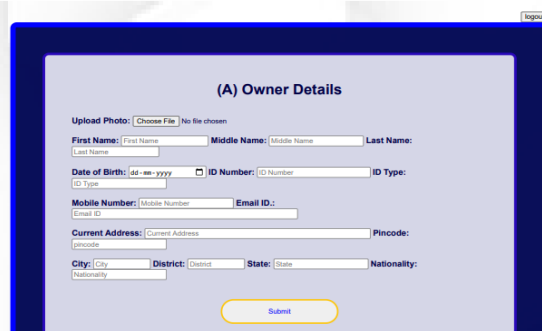 logou
(A) Owner Details
Upload Photo: Choose File No file chosen
First Name: First Name Middle Name: Middle Name Last Name:
Last Name
Date of Birth: dd-mm-yyyy ID Number: ID Number ID Type:
ID Type
Mobile Number: Mobile Number Email ID.:
Email ID
Current Address: Current Address Pincode:
pincode
City: City District: District State: State Nationality:
Nationality
Submit